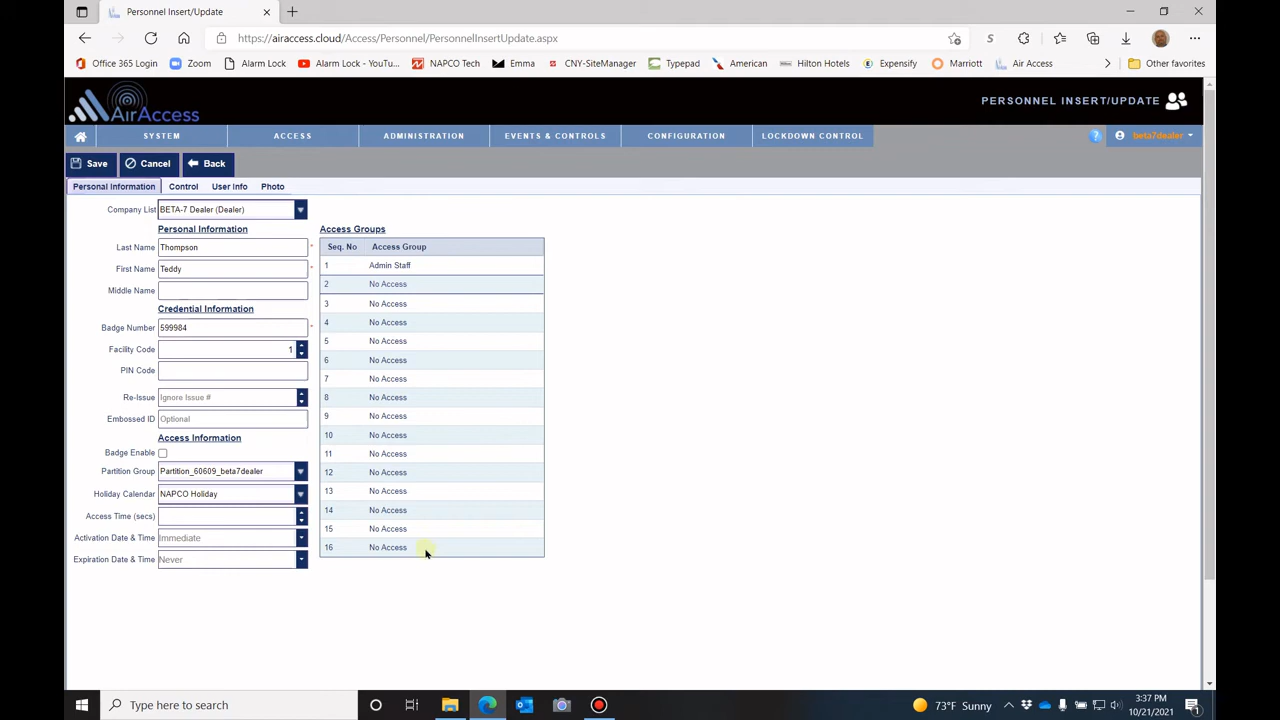 Personnel Insert/Update
https://airaccess.cloud/Access/Personnel/PersonnelInsertUpdate.aspx
Office 365 Login Zoom Alarm Lock Alarm Lock - YouTu... NAPCO Tech Emma CNY-SiteManager Typepad American Hilton Hotels Expensify Marriott Air Access Other favorites
AirAccess PERSONNEL INSERT/UPDATE
SYSTEM ACCESS ADMINISTRATION EVENTS & CONTROLS CONFIGURATION LOCKDOWN CONTROL beta7dealer
Save Cancel Back
Personal Information Control User Info Photo
Company List BETA-7 Dealer (Dealer)
Personal Information
Last Name Thompson *
First Name Teddy *
Middle Name
Credential Information
Badge Number 599984 *
Facility Code 1
PIN Code
Re-Issue Ignore Issue #
Embossed ID Optional
Access Information
Badge Enable
Partition Group Partition_60609_beta7dealer
Holiday Calendar NAPCO Holiday
Access Time (secs)
Activation Date & Time Immediate
Expiration Date & Time Never
Access Groups
Seq. No Access Group
1 Admin Staff
2 No Access
3 No Access
4 No Access
5 No Access
6 No Access
7 No Access
8 No Access
9 No Access
10 No Access
11 No Access
12 No Access
13 No Access
14 No Access
15 No Access
16 No Access
Type here to search
73°F Sunny
3:37 PM
10/21/2021
1